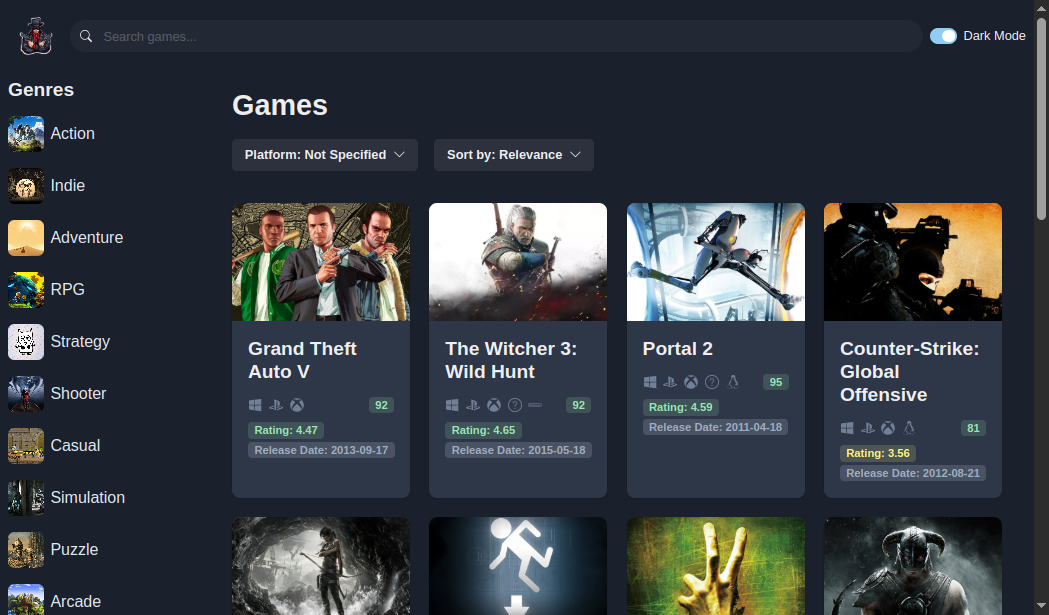 Search games...
Dark Mode
Genres
Action
Indie
Adventure
RPG
Strategy
Shooter
Casual
Simulation
Puzzle
Arcade
Games
Platform: Not Specified
Sort by: Relevance
Grand Theft
Auto V
92
Rating: 4.47
Release Date: 2013-09-17
The Witcher 3:
Wild Hunt
92
Rating: 4.65
Release Date: 2015-05-18
Portal 2
95
Rating: 4.59
Release Date: 2011-04-18
Counter-Strike:
Global
Offensive
81
Rating: 3.56
Release Date: 2012-08-21